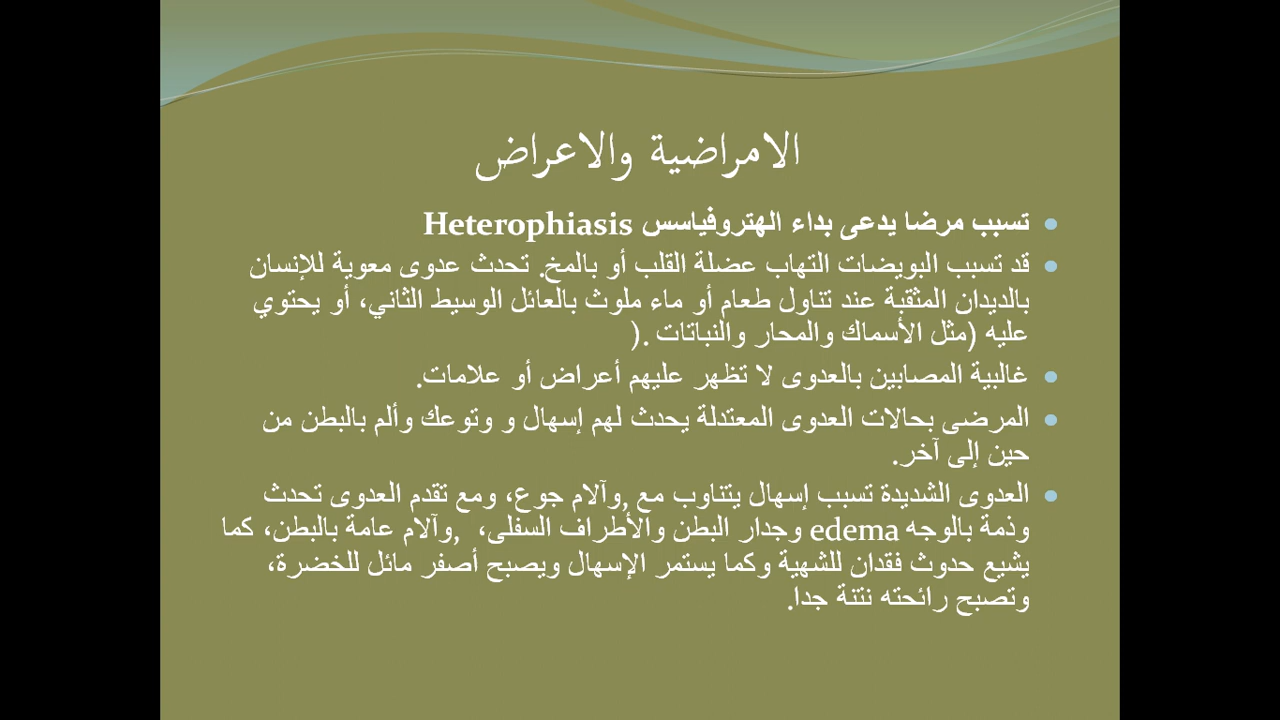 الامراضية والاعراض
تسبب مرضا يدعى بداء الهتروفياسس Heterophiasis
قد تسبب البويضات التهاب عضلة القلب أو بالمخ. تحدث عدوى معوية للإنسان
بالديدان المثقبة عند تناول طعام أو ماء ملوث بالعائل الوسيط الثاني، أو يحتوي
عليه (مثل الأسماك والمحار والنباتات .(
غالبية المصابين بالعدوى لا تظهر عليهم أعراض أو علامات.
المرضى بحالات العدوى المعتدلة يحدث لهم إسهال و وتوعك وألم بالبطن من
حين إلى آخر.
العدوى الشديدة تسبب إسهال يتناوب مع ,وآلام جوع، ومع تقدم العدوى تحدث
وذمة بالوجه edema وجدار البطن والأطراف السفلى، ,وآلام عامة بالبطن، كما
يشيع حدوث فقدان للشهية وكما يستمر الإسهال ويصبح أصفر مائل للخضرة،
وتصبح رائحته نتنة جدا.